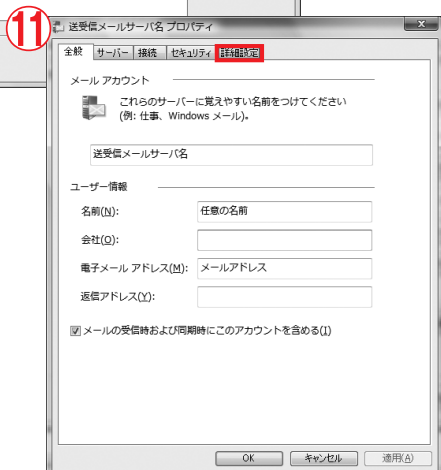 ⑪
送受信メールサーバ名 プロパティ
全般 サーバー 接続 セキュリティ 詳細設定
メール アカウント
これらのサーバーに覚えやすい名前をつけてください
(例: 仕事、Windows メール)。
送受信メールサーバ名
ユーザー情報
名前(N): 任意の名前
会社(O):
電子メール アドレス(M): メールアドレス
返信アドレス(Y):
メールの受信時および同期時にこのアカウントを含める(I)
OK キャンセル 適用(A)